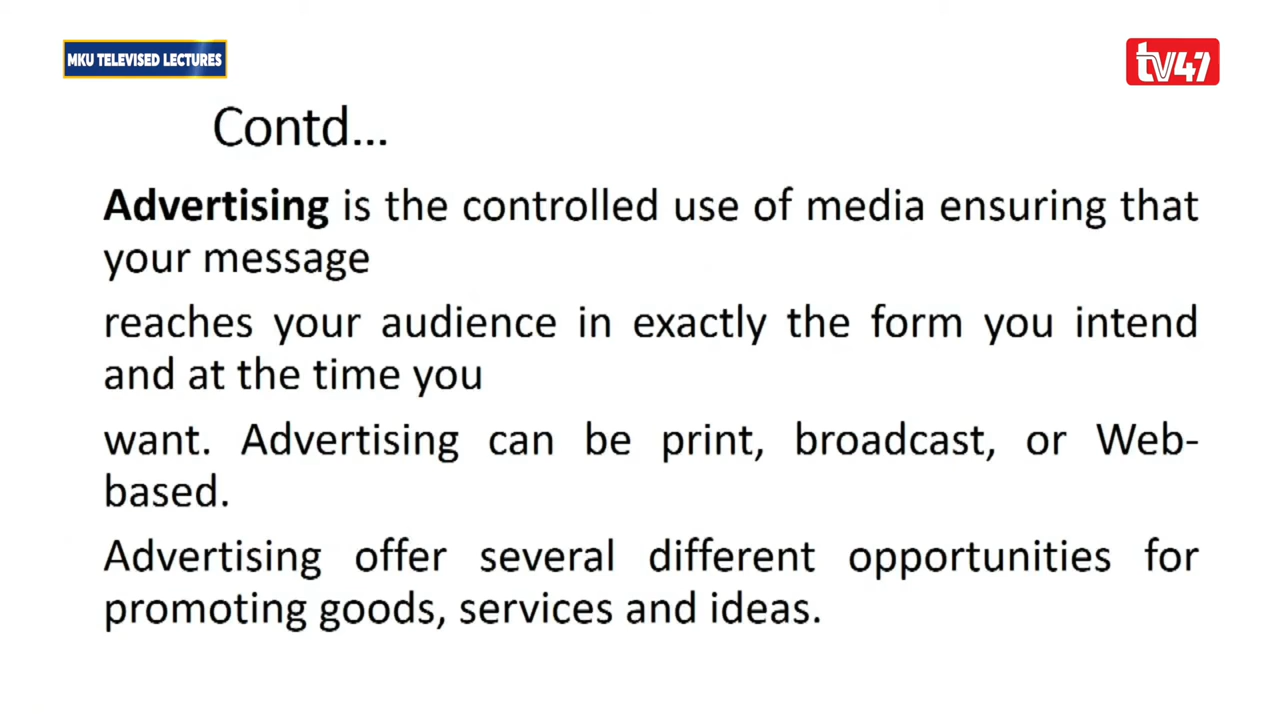 MKU TELEVISED LECTURES
tv47
Contd...
Advertising is the controlled use of media ensuring that
your message
reaches your audience in exactly the form you intend
and at the time you
want. Advertising can be print, broadcast, or Web-
based.
Advertising offer several different opportunities for
promoting goods, services and ideas.